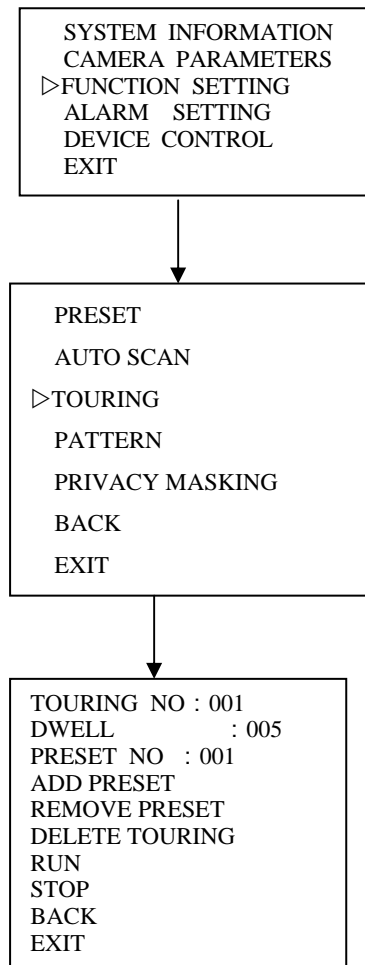 SYSTEM INFORMATION
CAMERA PARAMETERS
▷FUNCTION SETTING
ALARM SETTING
DEVICE CONTROL
EXIT
PRESET
AUTO SCAN
▷TOURING
PATTERN
PRIVACY MASKING
BACK
EXIT
TOURING NO : 001
DWELL : 005
PRESET NO : 001
ADD PRESET
REMOVE PRESET
DELETE TOURING
RUN
STOP
BACK
EXIT